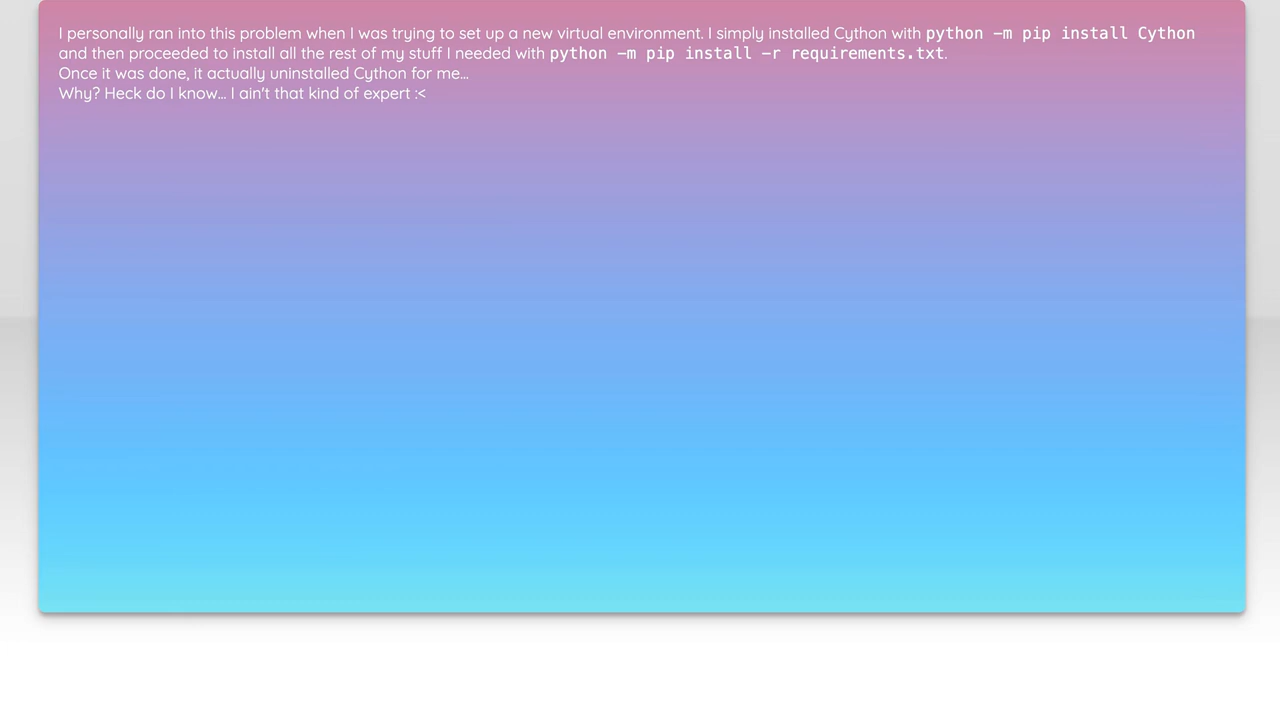 I personally ran into this problem when I was trying to set up a new virtual environment. I simply installed Cython with python -m pip install Cython
and then proceeded to install all the rest of my stuff I needed with python -m pip install -r requirements.txt.
Once it was done, it actually uninstalled Cython for me...
Why? Heck do I know... I ain't that kind of expert :<